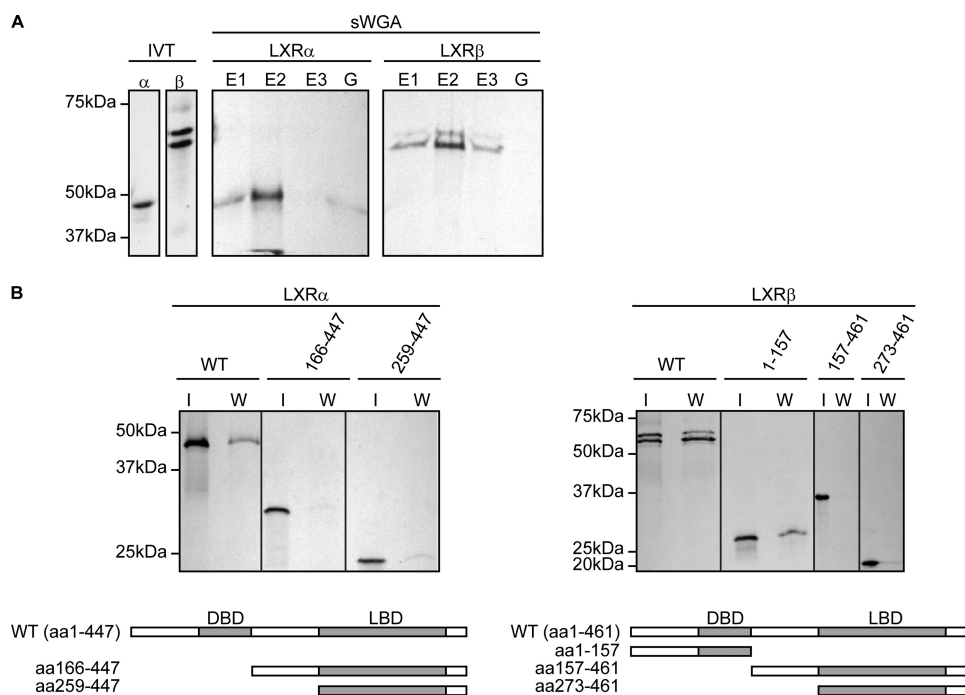 A
sWGA
IVT LXRα LXRβ
α β E1 E2 E3 G E1 E2 E3 G
75kDa
50kDa
37kDa
B
LXRα LXRβ
WT 166-447 259-447 WT 1-157 157-461 273-461
I W I W I W I W I W I W I W
50kDa
37kDa
25kDa
75kDa
50kDa
37kDa
25kDa
20kDa
DBD LBD
WT (aa1-447)
aa166-447
aa259-447
DBD LBD
WT (aa1-461)
aa1-157
aa157-461
aa273-461